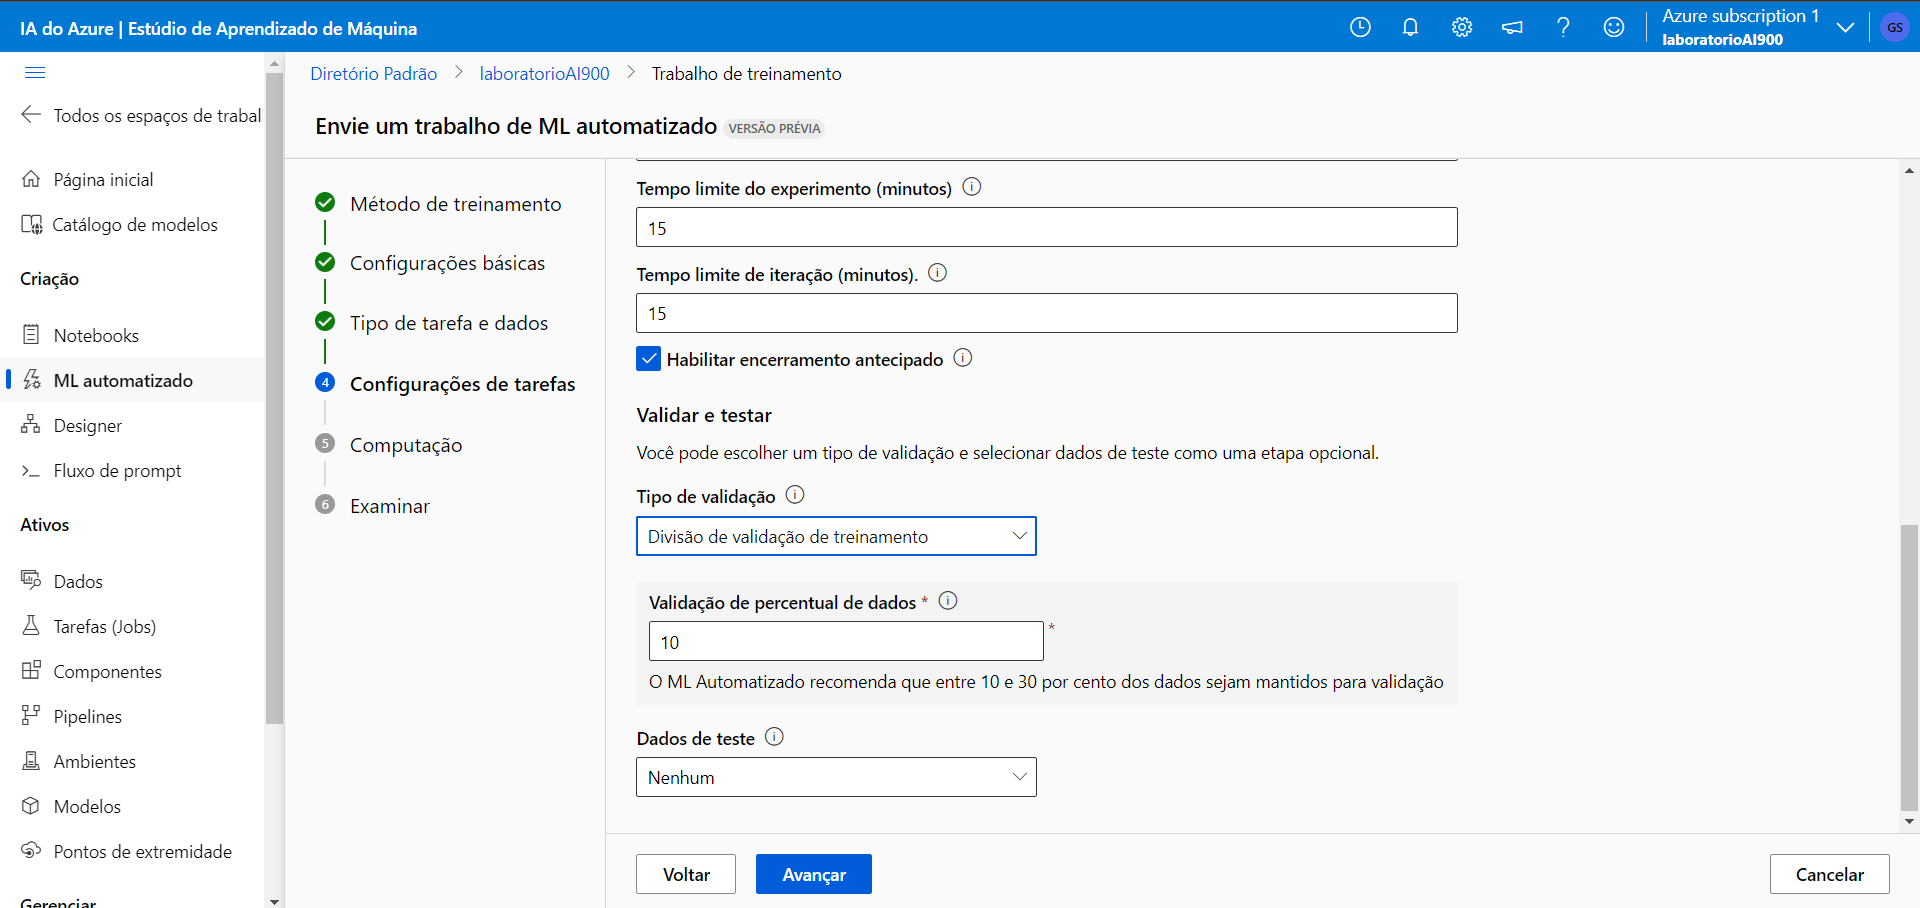 IA do Azure | Estúdio de Aprendizado de Máquina
Azure subscription 1
laboratorioAI900
GS
Todos os espaços de trabal
Página inicial
Catálogo de modelos
Criação
Notebooks
ML automatizado
Designer
Fluxo de prompt
Ativos
Dados
Tarefas (Jobs)
Componentes
Pipelines
Ambientes
Modelos
Pontos de extremidade
Gerenciar
Diretório Padrão > laboratorioAI900 > Trabalho de treinamento
Envie um trabalho de ML automatizado VERSÃO PRÉVIA
Método de treinamento
Configurações básicas
Tipo de tarefa e dados
4 Configurações de tarefas
5 Computação
6 Examinar
Tempo limite do experimento (minutos)
15
Tempo limite de iteração (minutos).
15
Habilitar encerramento antecipado
Validar e testar
Você pode escolher um tipo de validação e selecionar dados de teste como uma etapa opcional.
Tipo de validação
Divisão de validação de treinamento
Validação de percentual de dados *
10 *
O ML Automatizado recomenda que entre 10 e 30 por cento dos dados sejam mantidos para validação
Dados de teste
Nenhum
Voltar
Avançar
Cancelar